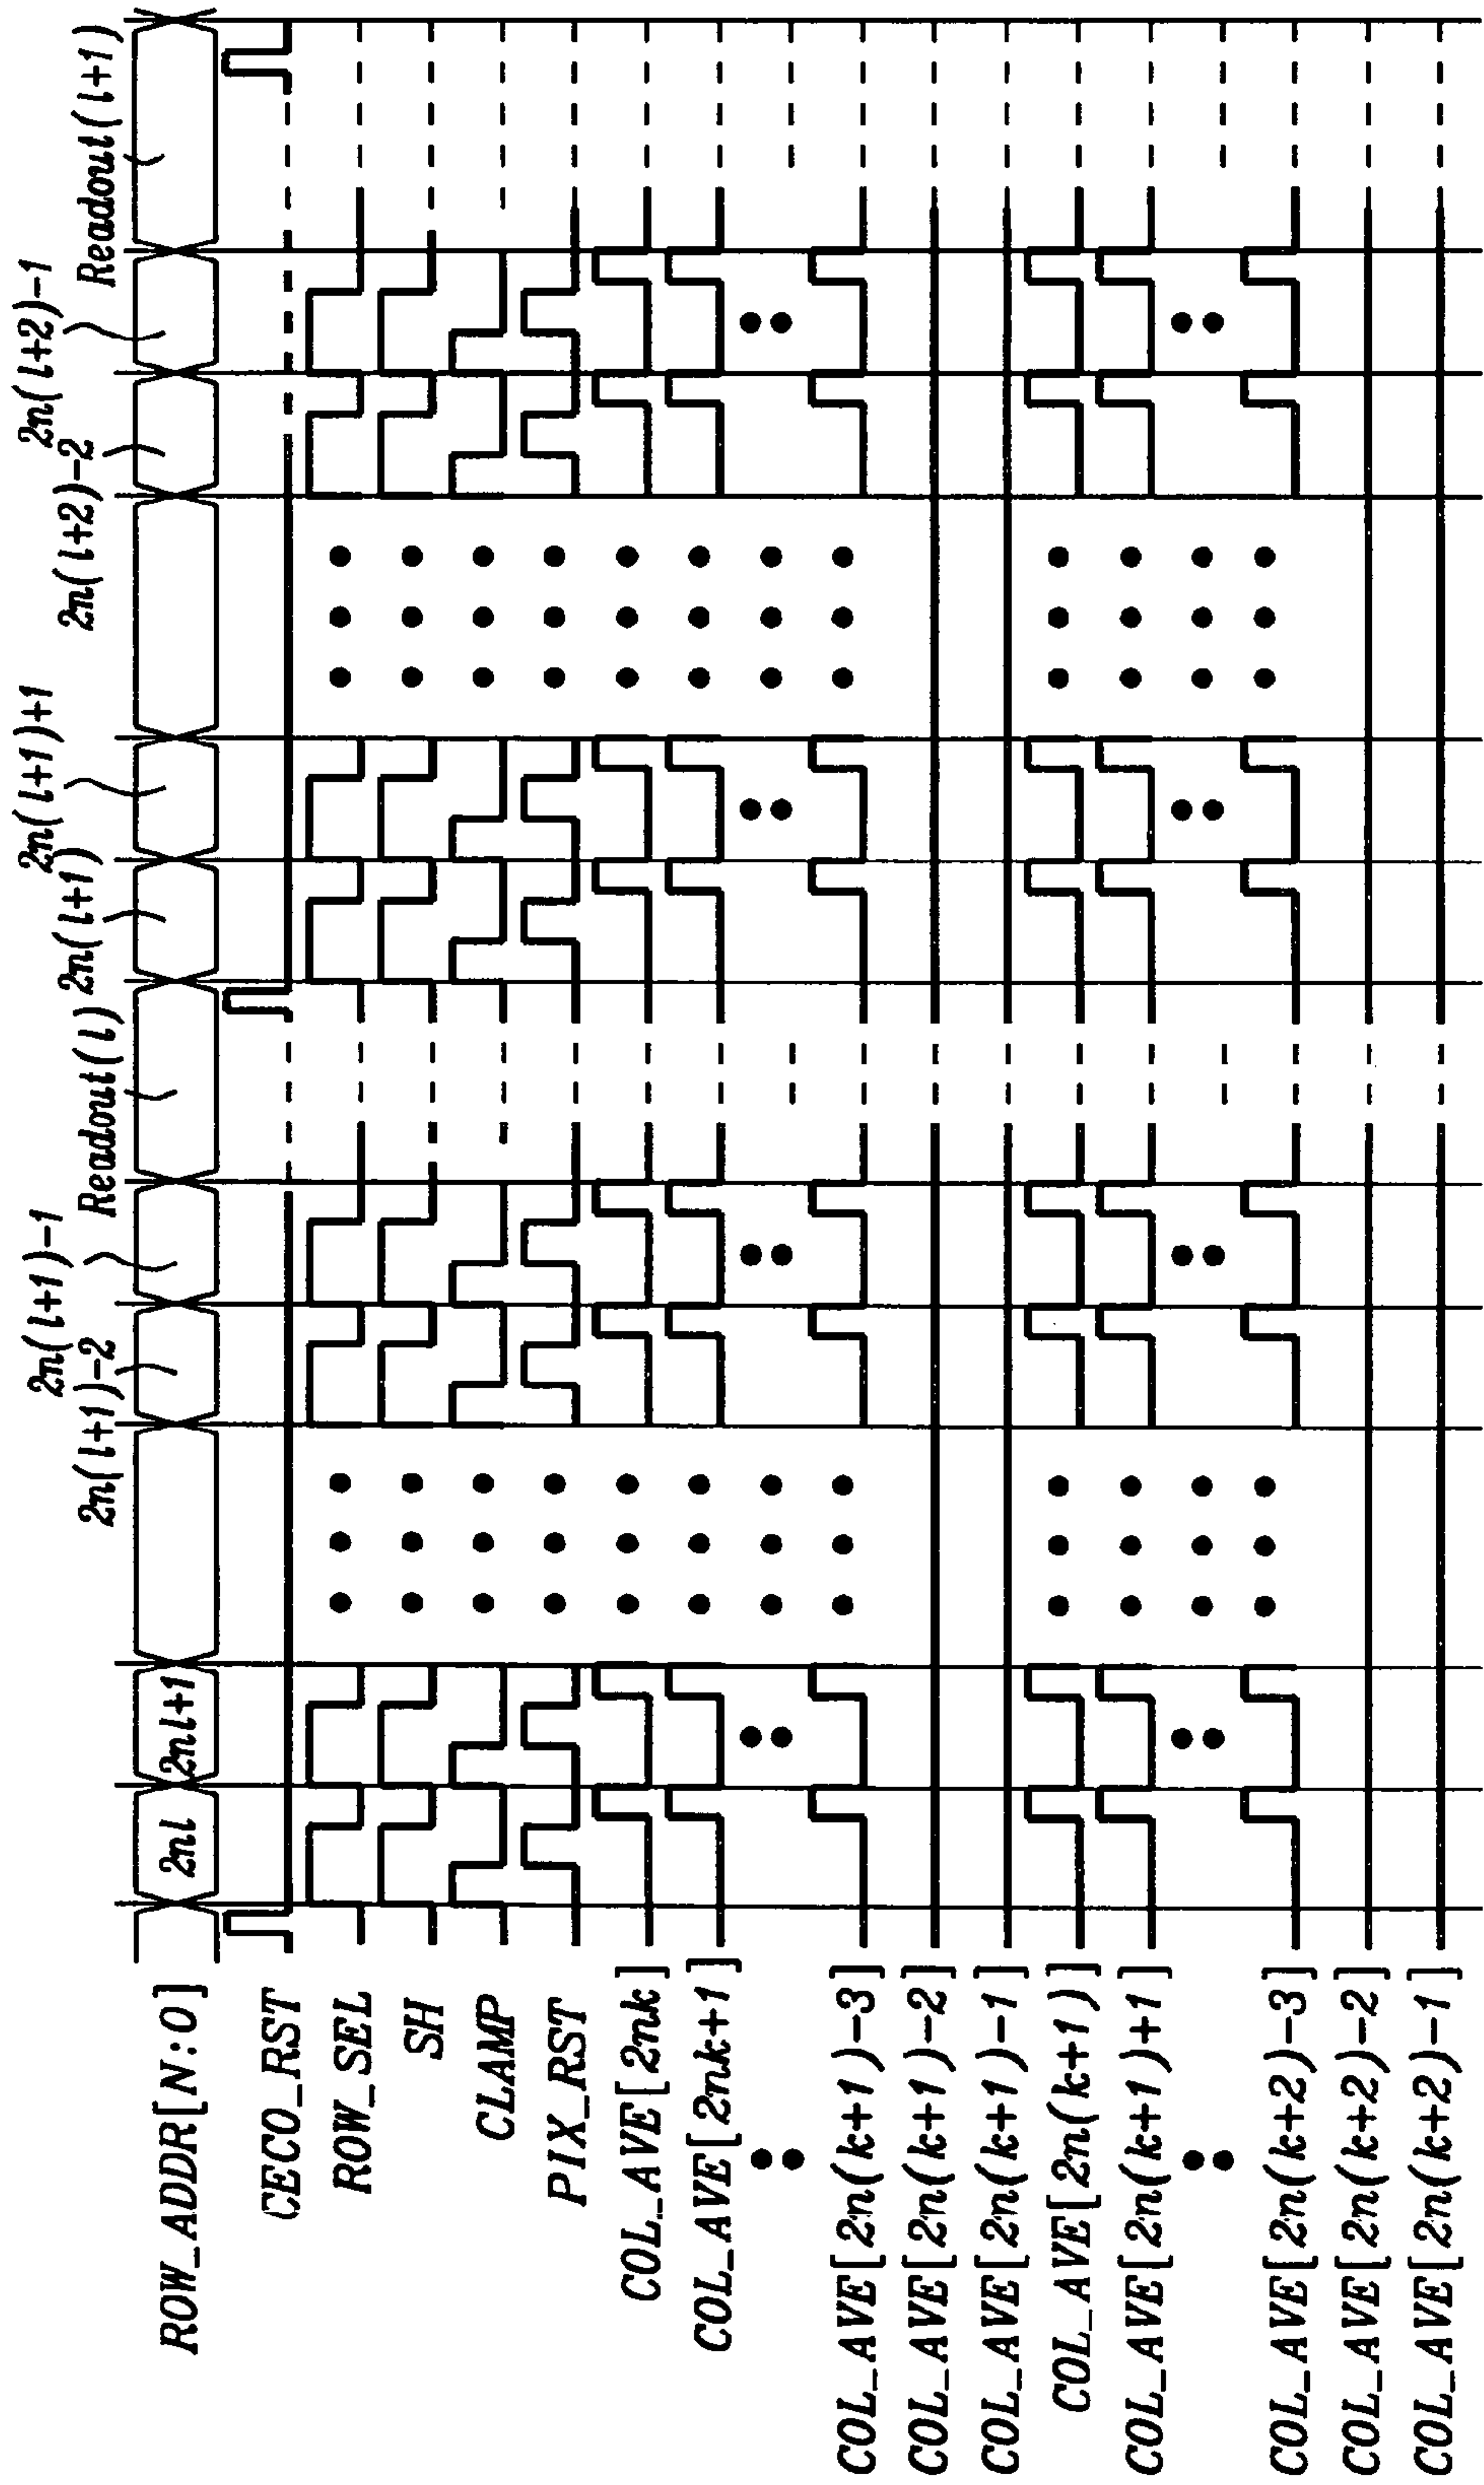 ROW_ADDR[N:0]
2nl
2nl+1
2n(l+1)-2
2n(l+1)-1
Readout(l)
2n(l+1)
2n(l+1)+1
2n(l+2)-2
2n(l+2)-1
Readout(l+1)
CECO_RST
ROW_SEL
SH
CLAMP
PIX_RST
COL_AVE[2nk]
COL_AVE[2nk+1]
COL_AVE[2n(k+1)-3]
COL_AVE[2n(k+1)-2]
COL_AVE[2n(k+1)-1]
COL_AVE[2n(k+1)]
COL_AVE[2n(k+1)+1]
COL_AVE[2n(k+2)-3]
COL_AVE[2n(k+2)-2]
COL_AVE[2n(k+2)-1]